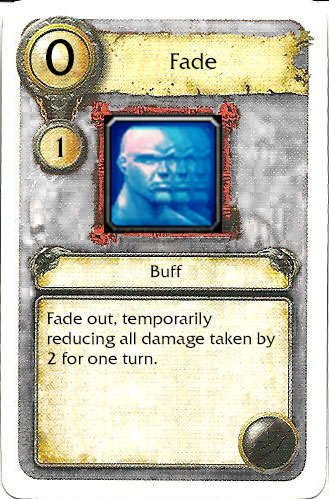 0
Fade
1
Buff
Fade out, temporarily
reducing all damage taken by
2 for one turn.